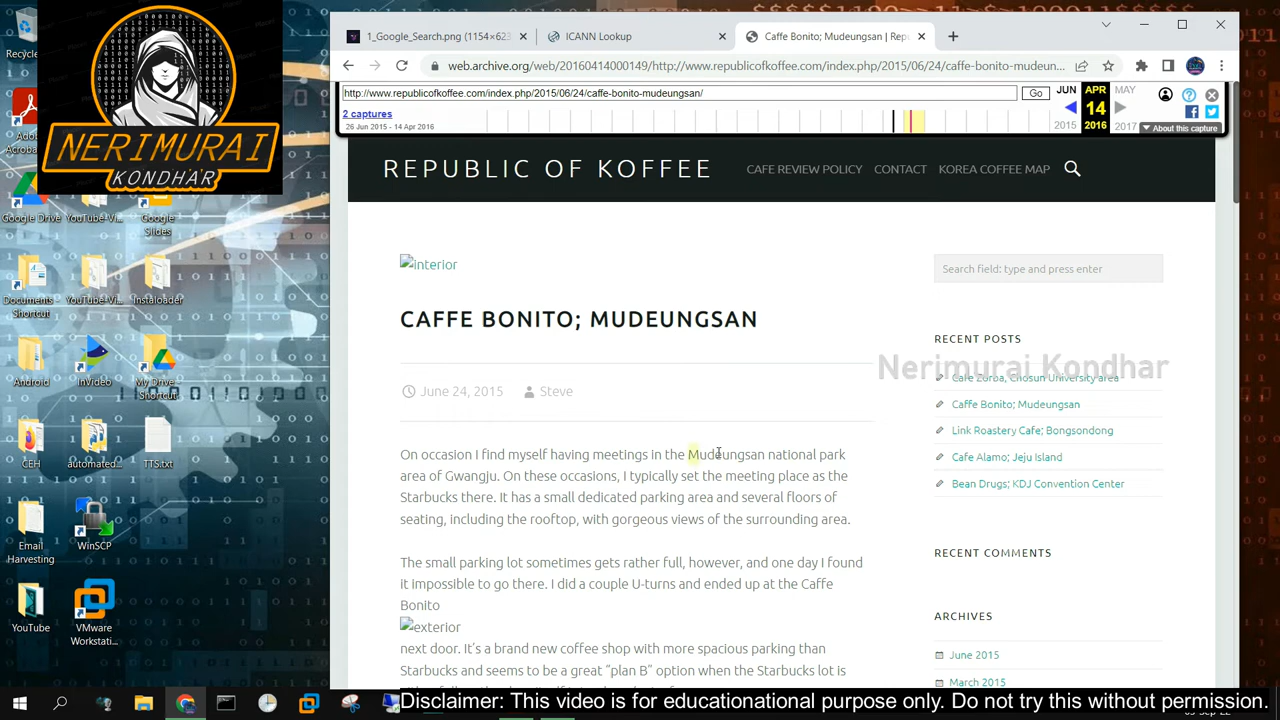 Recycle
NERIMURAI
KONDHAR
Adob
Acroba
Google Drive
YouTube-Vi...
Google
Slides
Documents -
Shortcut
YouTube-Vi...
Instaloader
Android
InVideo
My Drive -
Shortcut
CEH
automated...
TTS.txt
Email
Harvesting
WinSCP
YouTube
VMware
Workstati...
1_Google_Search.png (1154×623
ICANN Lookup
Caffe Bonito; Mudeungsan | Rep
web.archive.org/web/20160414000149/http://www.republicofkoffee.com/index.php/2015/06/24/caffe-bonito-mudeun...
http://www.republicofkoffee.com/index.php/2015/06/24/caffe-bonito-mudeungsan/
Go
JUN APR MAY
14
2015 2016 2017
2 captures
26 Jun 2015 - 14 Apr 2016
About this capture
REPUBLIC OF KOFFEE
CAFE REVIEW POLICY CONTACT KOREA COFFEE MAP
interior
CAFFE BONITO; MUDEUNGSAN
June 24, 2015 Steve
On occasion I find myself having meetings in the Mudeungsan national park
area of Gwangju. On these occasions, I typically set the meeting place as the
Starbucks there. It has a small dedicated parking area and several floors of
seating, including the rooftop, with gorgeous views of the surrounding area.
The small parking lot sometimes gets rather full, however, and one day I found
it impossible to go there. I did a couple U-turns and ended up at the Caffe
Bonito
exterior
next door. It's a brand new coffee shop with more spacious parking than
Starbucks and seems to be a great "plan B" option when the Starbucks lot is
Search field: type and press enter
RECENT POSTS
Nerimurai Kondhar
Cafe Zorba, Chosun University area
Caffe Bonito; Mudeungsan
Link Roastery Cafe; Bongsondong
Cafe Alamo; Jeju Island
Bean Drugs; KDJ Convention Center
RECENT COMMENTS
ARCHIVES
June 2015
March 2015
Disclaimer: This video is for educationational purpose only. Do not try this without permission.